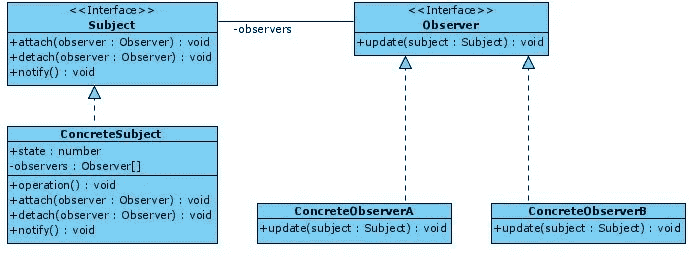 <<Interface>>
Subject
+attach(observer : Observer) : void
+detach(observer : Observer) : void
+notify() : void
-observers
<<Interface>>
Observer
+update(subject : Subject) : void
ConcreteSubject
+state : number
-observers : Observer[]
+operation() : void
+attach(observer : Observer) : void
+detach(observer : Observer) : void
+notify() : void
ConcreteObserverA
+update(subject : Subject) : void
ConcreteObserverB
+update(subject : Subject) : void